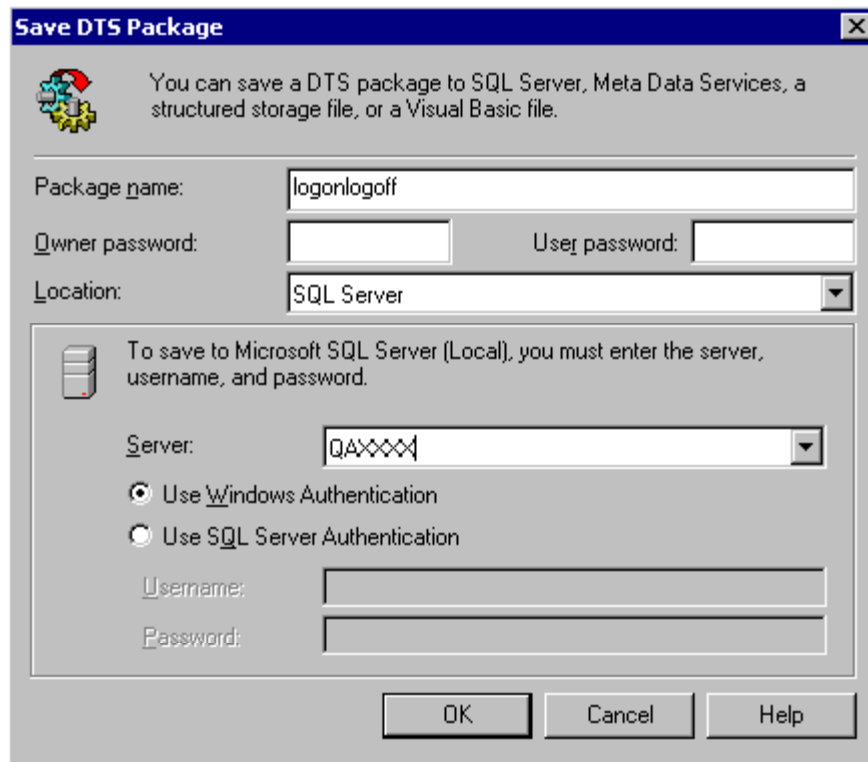 Save DTS Package
You can save a DTS package to SQL Server, Meta Data Services, a
structured storage file, or a Visual Basic file.
Package name: logonlogoff
Owner password: User password:
Location: SQL Server
To save to Microsoft SQL Server (Local), you must enter the server,
username, and password.
Server: QAXXXX
Use Windows Authentication
Use SQL Server Authentication
Username:
Password:
OK Cancel Help